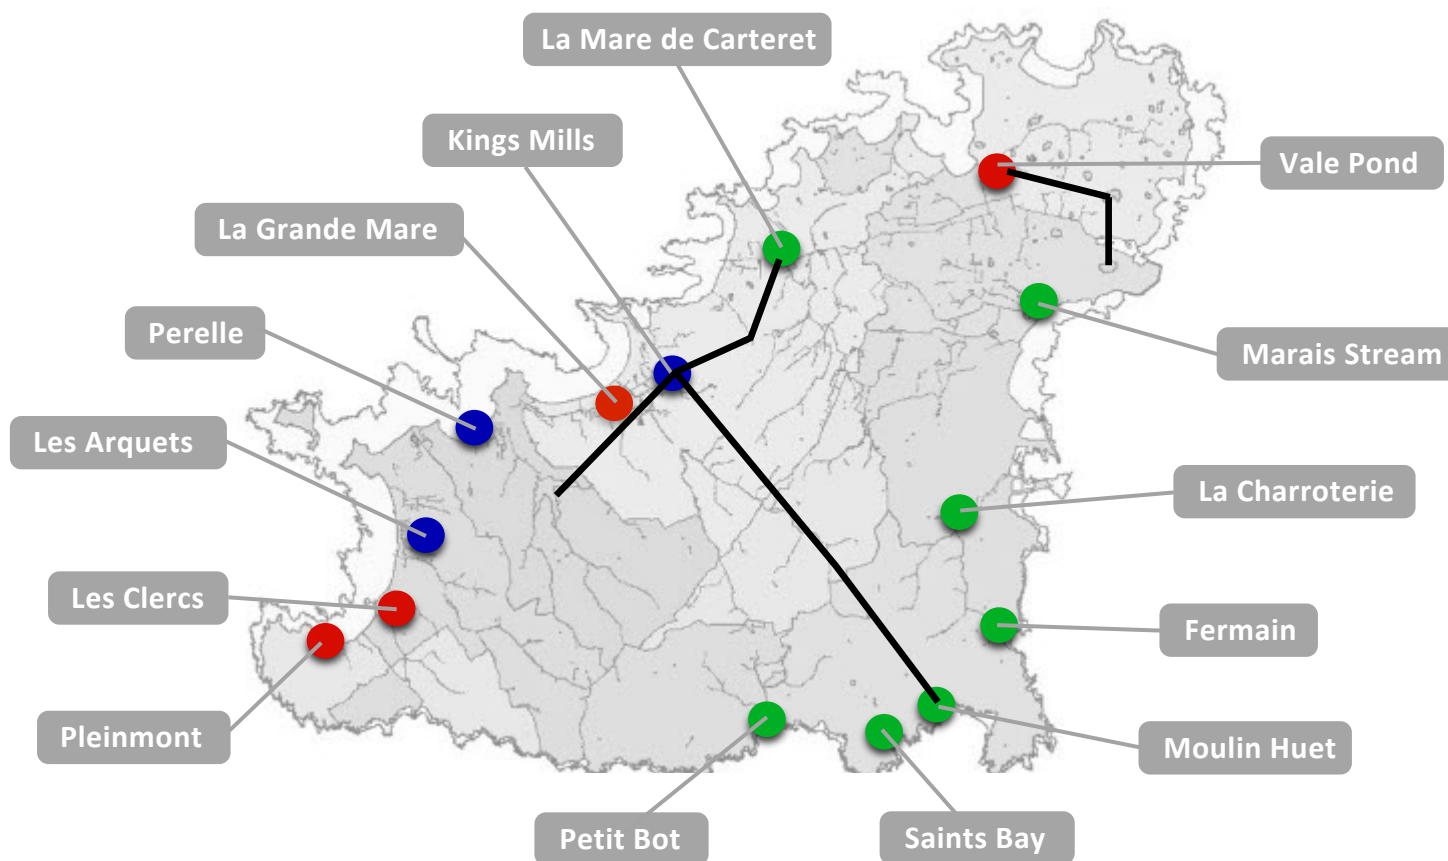 La Mare de Carteret
Kings Mills
Vale Pond
La Grande Mare
Perelle
Marais Stream
Les Arquets
La Charroterie
Les Clercs
Fermain
Pleinmont
Moulin Huet
Petit Bot
Saints Bay